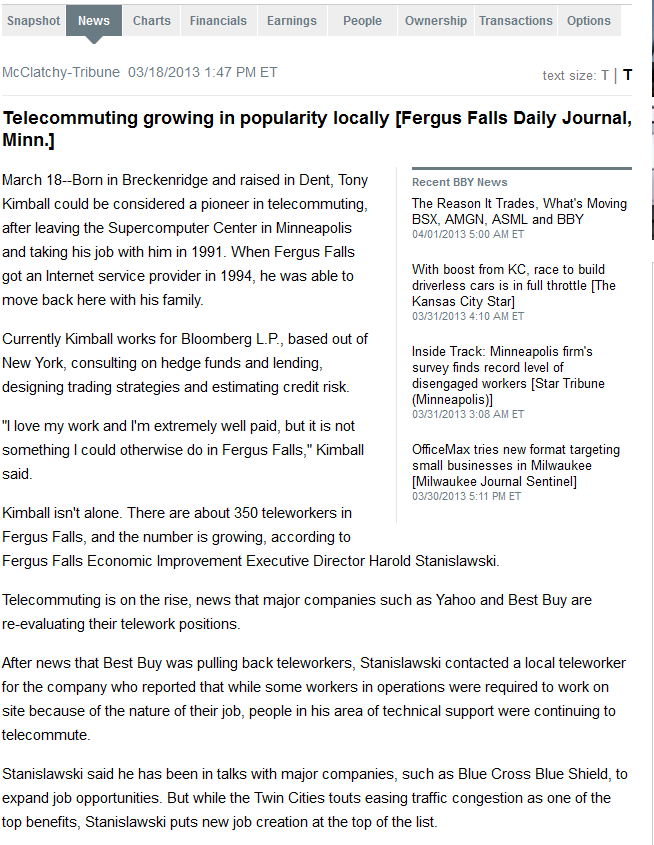 Snapshot News Charts Financials Earnings People Ownership Transactions Options
McClatchy-Tribune 03/18/2013 1:47 PM ET
text size: T | T
Telecommuting growing in popularity locally [Fergus Falls Daily Journal,
Minn.]
March 18--Born in Breckenridge and raised in Dent, Tony
Kimball could be considered a pioneer in telecommuting,
after leaving the Supercomputer Center in Minneapolis
and taking his job with him in 1991. When Fergus Falls
got an Internet service provider in 1994, he was able to
move back here with his family.
Currently Kimball works for Bloomberg L.P., based out of
New York, consulting on hedge funds and lending,
designing trading strategies and estimating credit risk.
"I love my work and I'm extremely well paid, but it is not
something I could otherwise do in Fergus Falls," Kimball
said.
Kimball isn't alone. There are about 350 teleworkers in
Fergus Falls, and the number is growing, according to
Fergus Falls Economic Improvement Executive Director Harold Stanislawski.
Telecommuting is on the rise, news that major companies such as Yahoo and Best Buy are
re-evaluating their telework positions.
After news that Best Buy was pulling back teleworkers, Stanislawski contacted a local teleworker
for the company who reported that while some workers in operations were required to work on
site because of the nature of their job, people in his area of technical support were continuing to
telecommute.
Stanislawski said he has been in talks with major companies, such as Blue Cross Blue Shield, to
expand job opportunities. But while the Twin Cities touts easing traffic congestion as one of the
top benefits, Stanislawski puts new job creation at the top of the list.
Recent BBY News
The Reason It Trades, What's Moving
BSX, AMGN, ASML and BBY
04/01/2013 5:00 AM ET
With boost from KC, race to build
driverless cars is in full throttle [The
Kansas City Star]
03/31/2013 4:10 AM ET
Inside Track: Minneapolis firm's
survey finds record level of
disengaged workers [Star Tribune
(Minneapolis)]
03/31/2013 3:08 AM ET
OfficeMax tries new format targeting
small businesses in Milwaukee
[Milwaukee Journal Sentinel]
03/30/2013 5:11 PM ET